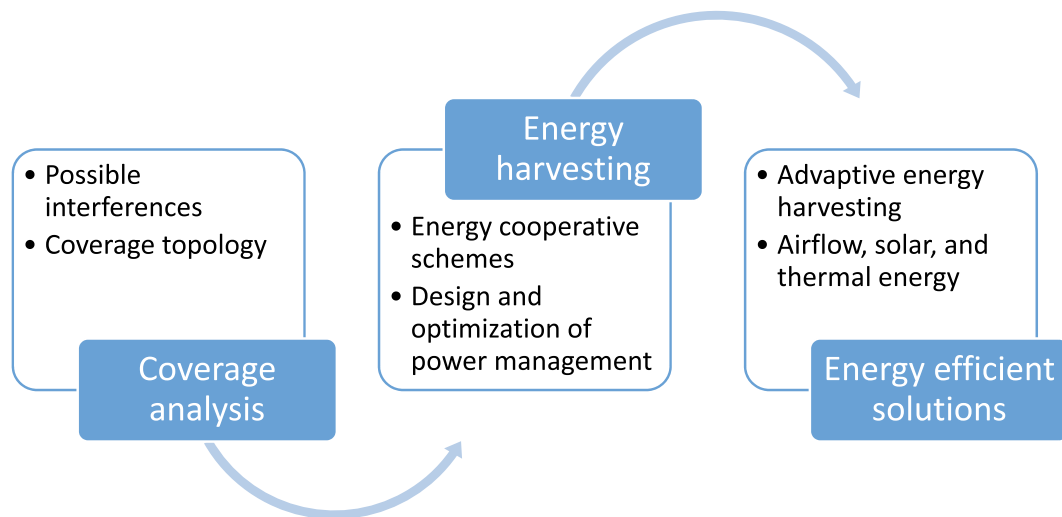 • Possible
interferences
• Coverage topology
Coverage
analysis
Energy
harvesting
• Energy cooperative
schemes
• Design and
optimization of
power management
• Advaptive energy
harvesting
• Airflow, solar, and
thermal energy
Energy efficient
solutions